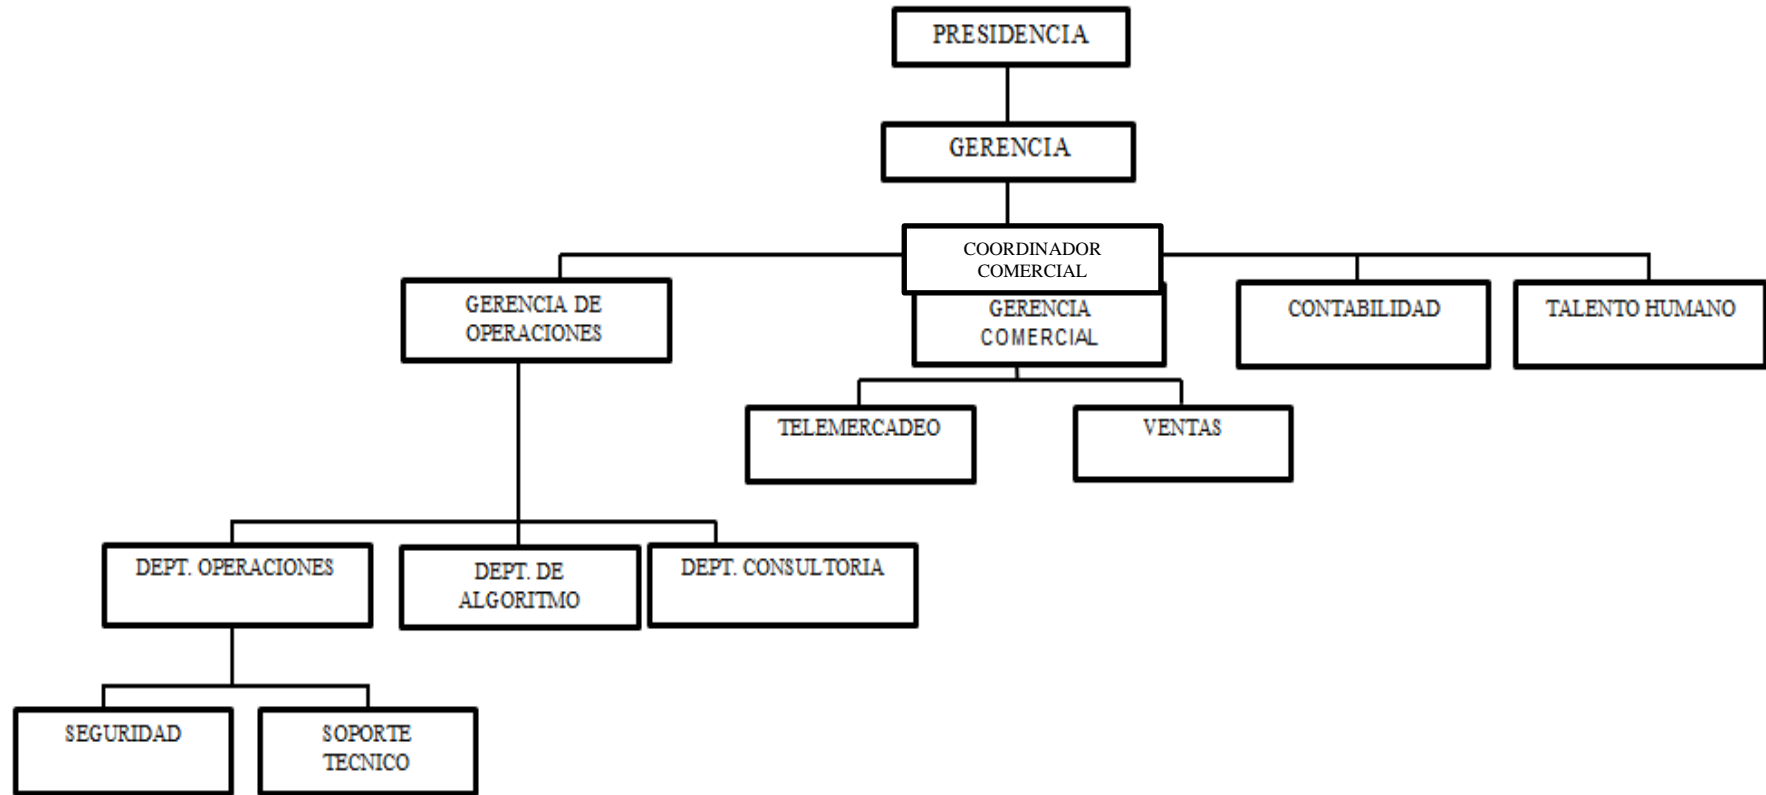 PRESIDENCIA
GERENCIA
COORDINADOR
COMERCIAL
GERENCIA DE
OPERACIONES
GERENCIA
COMERCIAL
CONTABILIDAD
TALENTO HUMANO
TELEMERCADEO
VENTAS
DEPT. OPERACIONES
DEPT. DE
ALGORITMO
DEPT. CONSULTORIA
SEGURIDAD
SOPORTE
TECNICO